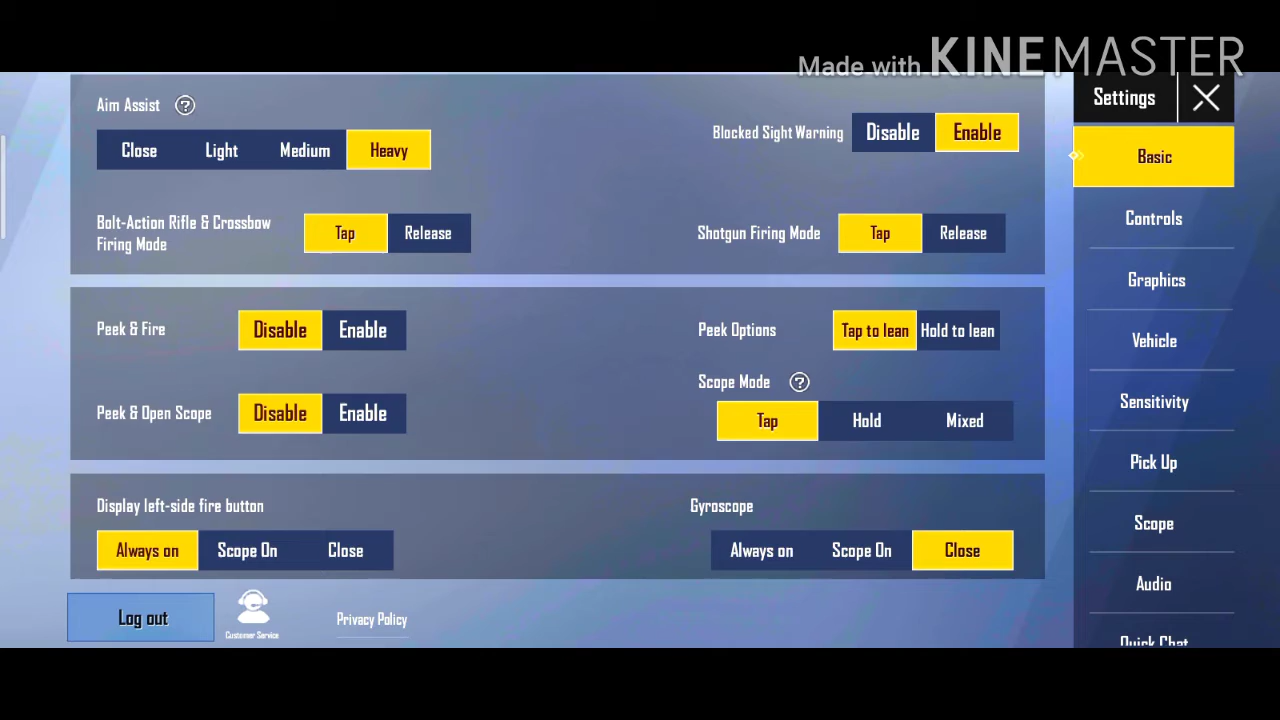 Made with KINEMASTER
Settings
Aim Assist ?
Close Light Medium Heavy
Blocked Sight Warning Disable Enable
Bolt-Action Rifle & Crossbow
Firing Mode
Tap Release
Shotgun Firing Mode Tap Release
Peek & Fire Disable Enable
Peek Options Tap to lean Hold to lean
Peek & Open Scope Disable Enable
Scope Mode ?
Tap Hold Mixed
Display left-side fire button
Always on Scope On Close
Gyroscope
Always on Scope On Close
Log out
Customer Service
Privacy Policy
Basic
Controls
Graphics
Vehicle
Sensitivity
Pick Up
Scope
Audio
Quick Chat